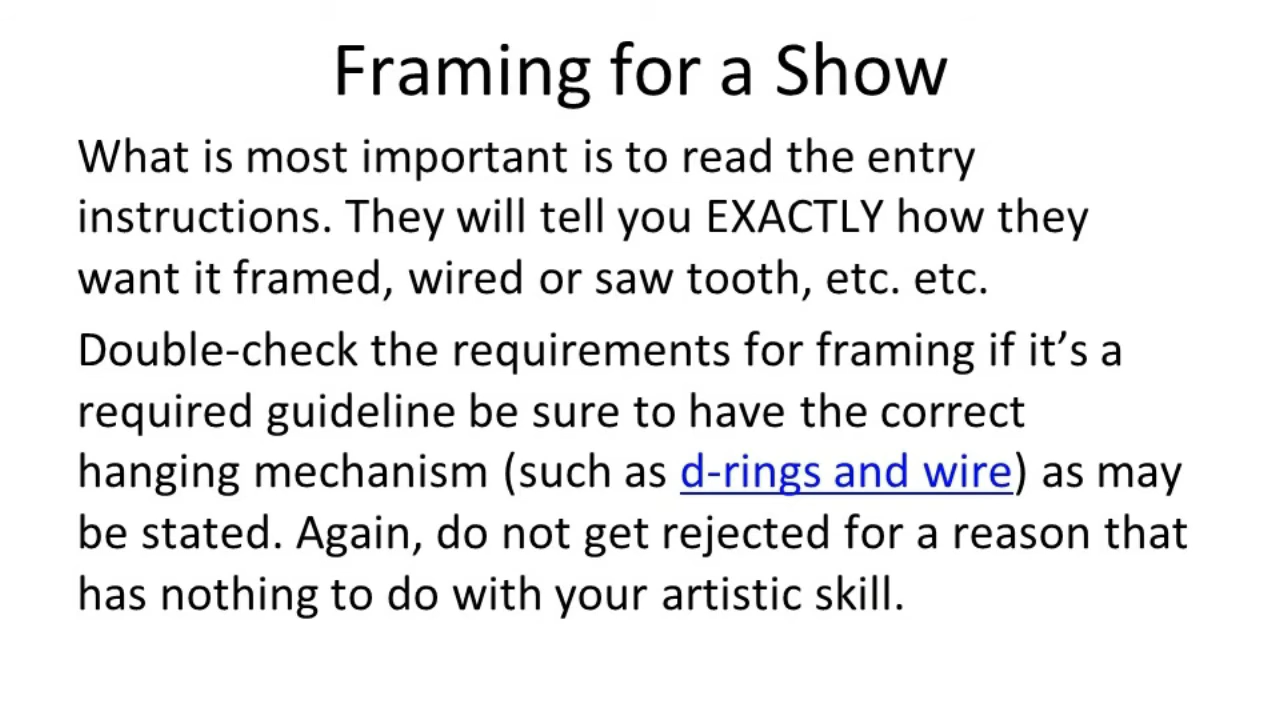 Framing for a Show
What is most important is to read the entry
instructions. They will tell you EXACTLY how they
want it framed, wired or saw tooth, etc. etc.
Double-check the requirements for framing if it’s a
required guideline be sure to have the correct
hanging mechanism (such as d-rings and wire) as may
be stated. Again, do not get rejected for a reason that
has nothing to do with your artistic skill.